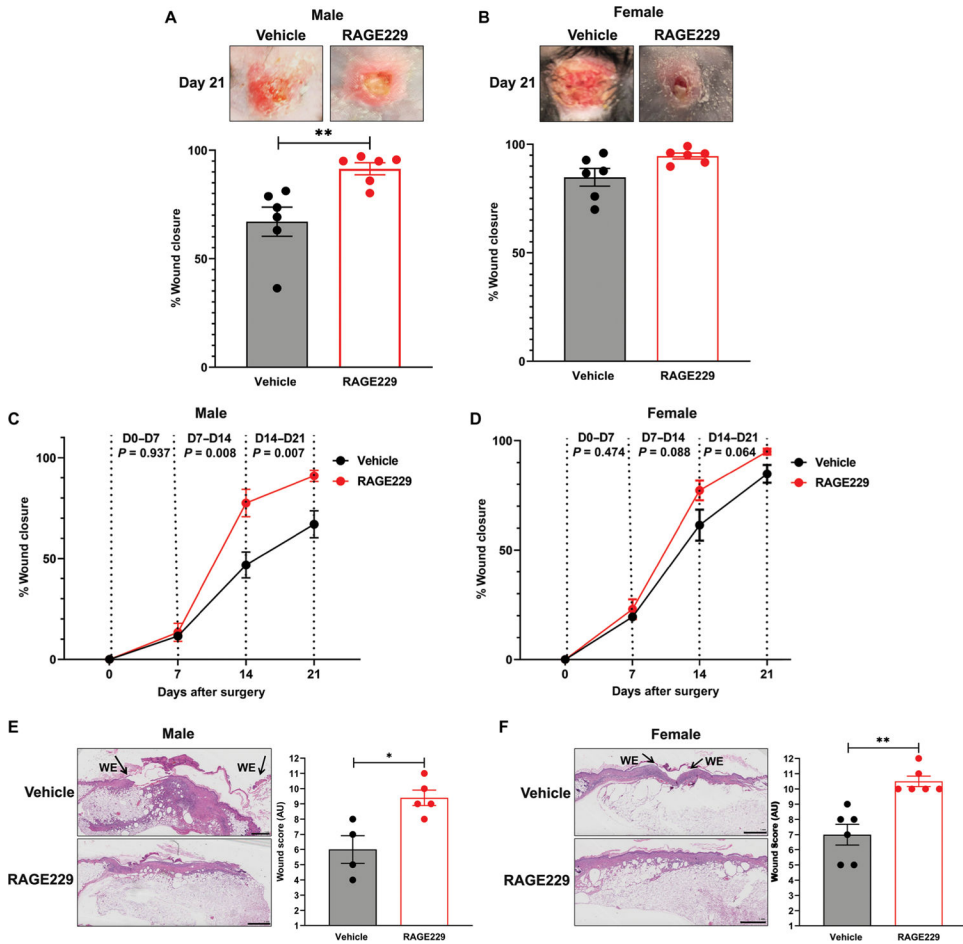 A
Male
Vehicle
RAGE229
Day 21
**
% Wound closure
100
50
0
Vehicle
RAGE229
B
Female
Vehicle
RAGE229
Day 21
% Wound closure
100
50
0
Vehicle
RAGE229
C
Male
D0–D7
P = 0.937
D7–D14
P = 0.008
D14–D21
P = 0.007
Vehicle
RAGE229
% Wound closure
100
50
0
0
7
14
21
Days after surgery
D
Female
D0–D7
P = 0.474
D7–D14
P = 0.088
D14–D21
P = 0.064
Vehicle
RAGE229
% Wound closure
100
50
0
0
7
14
21
Days after surgery
E
Male
Vehicle
WE
WE
RAGE229
*
Wound score (AU)
12
11
10
9
8
7
6
5
4
3
2
1
Vehicle
RAGE229
F
Female
Vehicle
WE
WE
RAGE229
**
Wound score (AU)
12
11
10
9
8
7
6
5
4
3
2
1
Vehicle
RAGE229